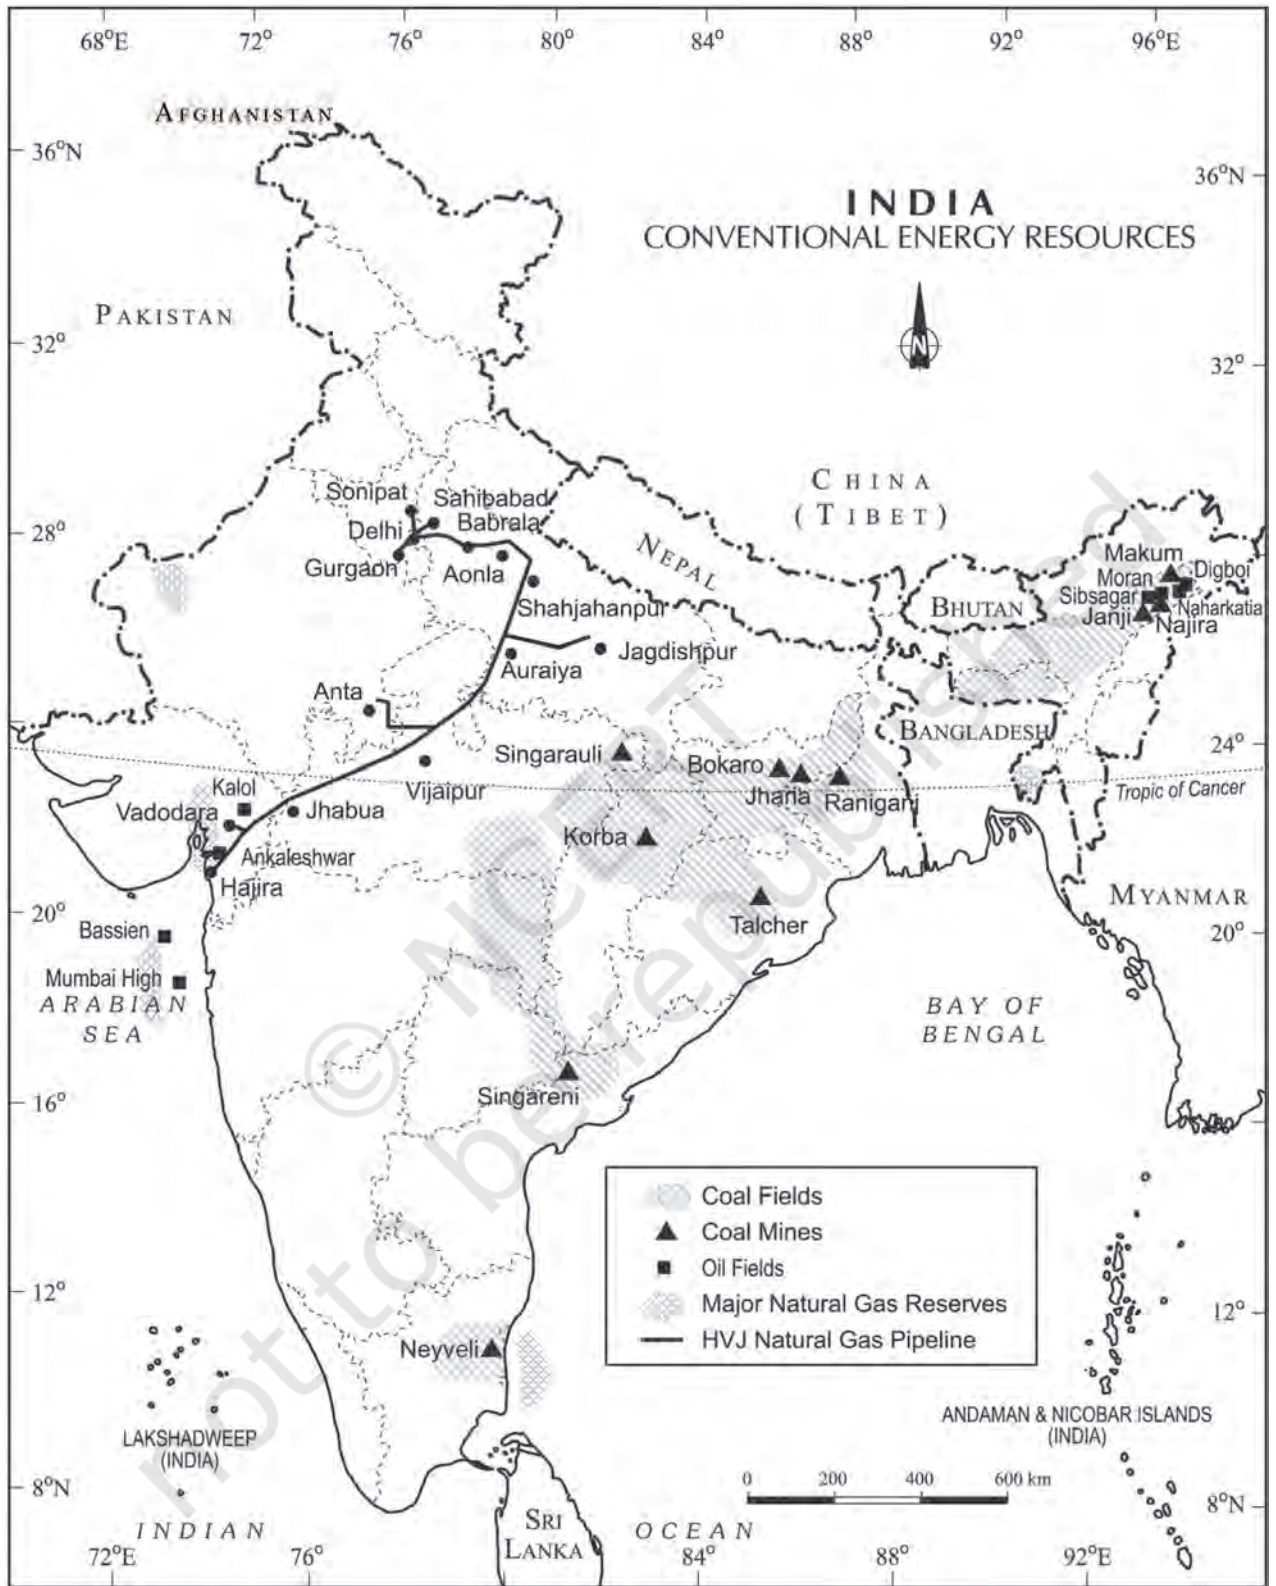 68°E 72° 76° 80° 84° 88° 92° 96°E
AFGHANISTAN
36°N
36°N
INDIA
CONVENTIONAL ENERGY RESOURCES
N
PAKISTAN
32°
32°
CHINA
(TIBET)
Sonipat
Sahibabad
Delhi
Babrala
28°
Gurgaon
Aonla
NEPAL
Shahjahanpur
Makum
Moran
Digboi
Sibsagar
Naharkatia
Janji
Najira
BHUTAN
Auraiya
Jagdishpur
Anta
BANGLADESH
24°
Singarauli
Bokaro
Jharia
Raniganj
Tropic of Cancer
Vijaipur
Kalol
Vadodara
Jhabua
Korba
Ankaleshwar
Hajira
Talcher
MYANMAR
20°
20°
Bassien
Mumbai High
ARABIAN
SEA
BAY OF
BENGAL
Singareni
16°
Coal Fields
Coal Mines
Oil Fields
Major Natural Gas Reserves
HVJ Natural Gas Pipeline
12°
12°
Neyveli
LAKSHADWEEP
(INDIA)
ANDAMAN & NICOBAR ISLANDS
(INDIA)
0 200 400 600 km
8°N
8°N
INDIAN
OCEAN
SRI
LANKA
72°E 76° 84° 88° 92°E
© NCERT
not to be republished